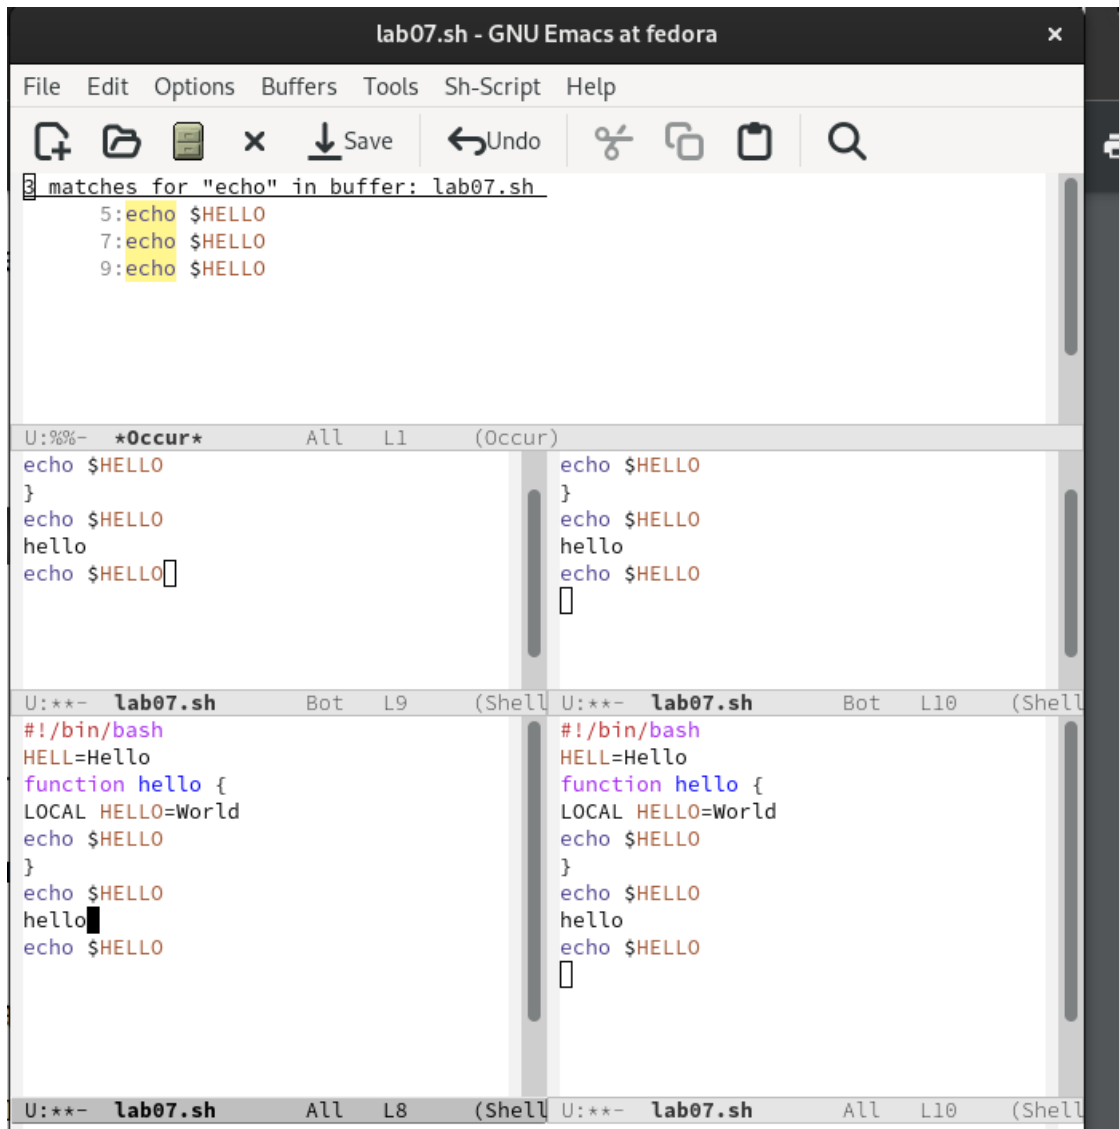 lab07.sh - GNU Emacs at fedora ×
File Edit Options Buffers Tools Sh-Script Help
Save Undo
3 matches for "echo" in buffer: lab07.sh
5:echo $HELLO
7:echo $HELLO
9:echo $HELLO
U:%%- *Occur* All L1 (Occur)
echo $HELLO
}
echo $HELLO
hello
echo $HELLO
U:**- lab07.sh Bot L9 (Shell
echo $HELLO
}
echo $HELLO
hello
echo $HELLO
U:**- lab07.sh Bot L10 (Shell
#!/bin/bash
HELL=Hello
function hello {
LOCAL HELLO=World
echo $HELLO
}
echo $HELLO
hello
echo $HELLO
U:**- lab07.sh All L8 (Shell
#!/bin/bash
HELL=Hello
function hello {
LOCAL HELLO=World
echo $HELLO
}
echo $HELLO
hello
echo $HELLO
U:**- lab07.sh All L10 (Shell